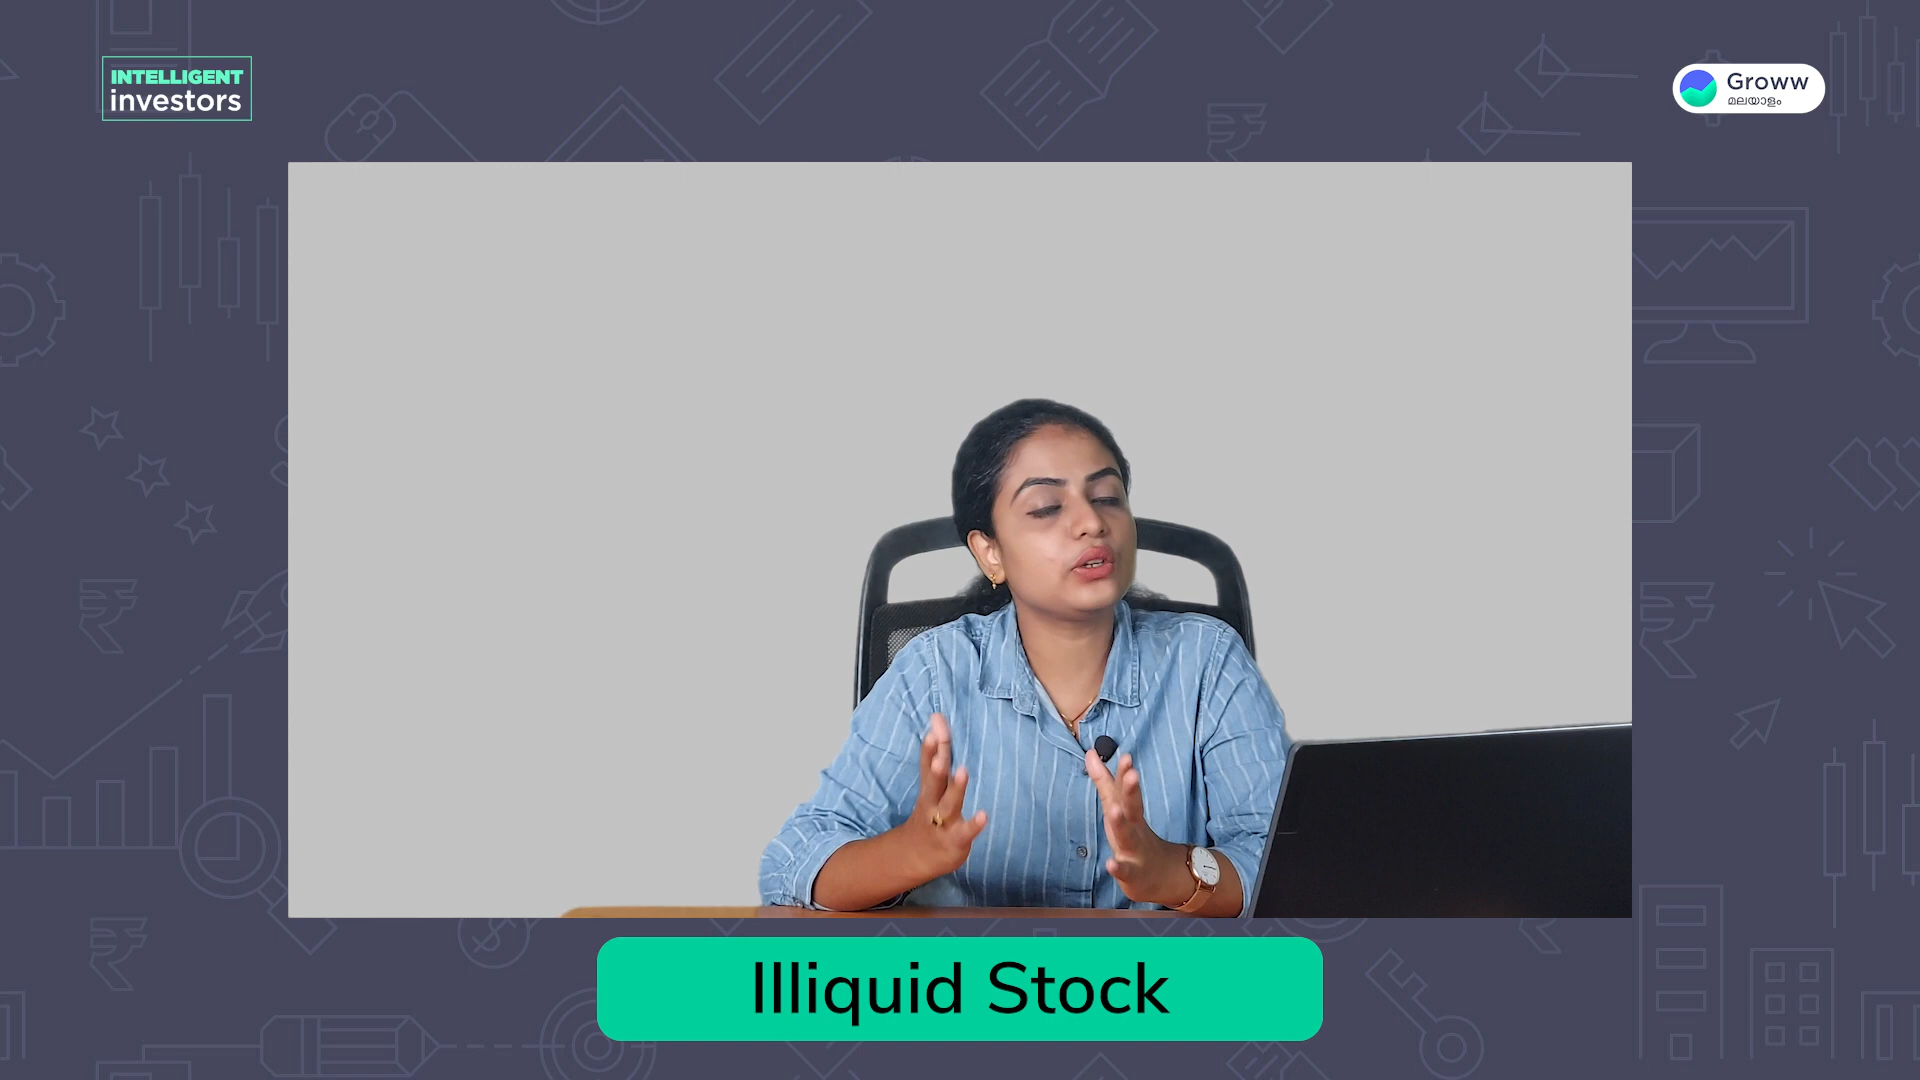 INTELLIGENT
investors
Groww
മലയാളം
Illiquid Stock